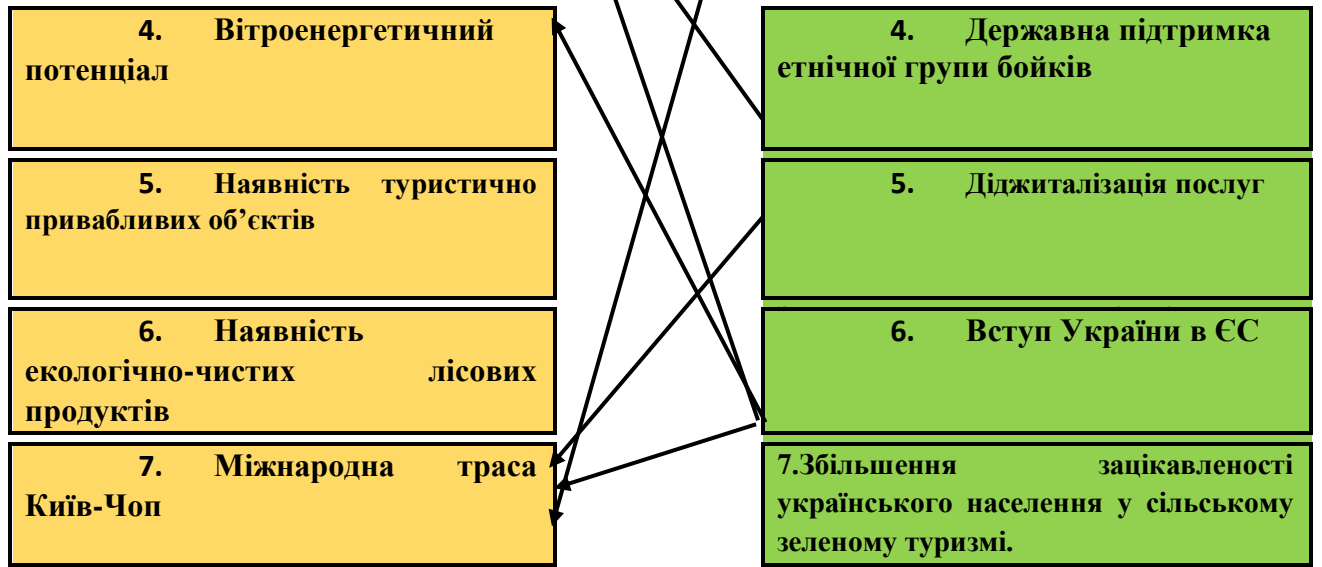 4. Вітроенергетичний
потенціал
5. Наявність туристично
привабливих об’єктів
6. Наявність
екологічно-чистих лісових
продуктів
7. Міжнародна траса
Київ-Чоп
4. Державна підтримка
етнічної групи бойків
5. Діджиталізація послуг
6. Вступ України в ЄС
7.Збільшення зацікавленості
українського населення у сільському
зеленому туризмі.